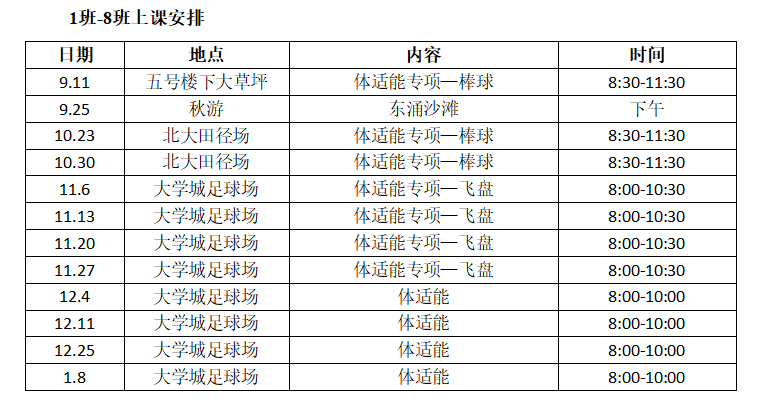 1班-8班上课安排
日期 地点 内容 时间
9.11 五号楼下大草坪 体适能专项—棒球 8:30-11:30
9.25 秋游 东涌沙滩 下午
10.23 北大田径场 体适能专项—棒球 8:30-11:30
10.30 北大田径场 体适能专项—棒球 8:30-11:30
11.6 大学城足球场 体适能专项—飞盘 8:00-10:30
11.13 大学城足球场 体适能专项—飞盘 8:00-10:30
11.20 大学城足球场 体适能专项—飞盘 8:00-10:30
11.27 大学城足球场 体适能专项—飞盘 8:00-10:30
12.4 大学城足球场 体适能 8:00-10:00
12.11 大学城足球场 体适能 8:00-10:00
12.25 大学城足球场 体适能 8:00-10:00
1.8 大学城足球场 体适能 8:00-10:00